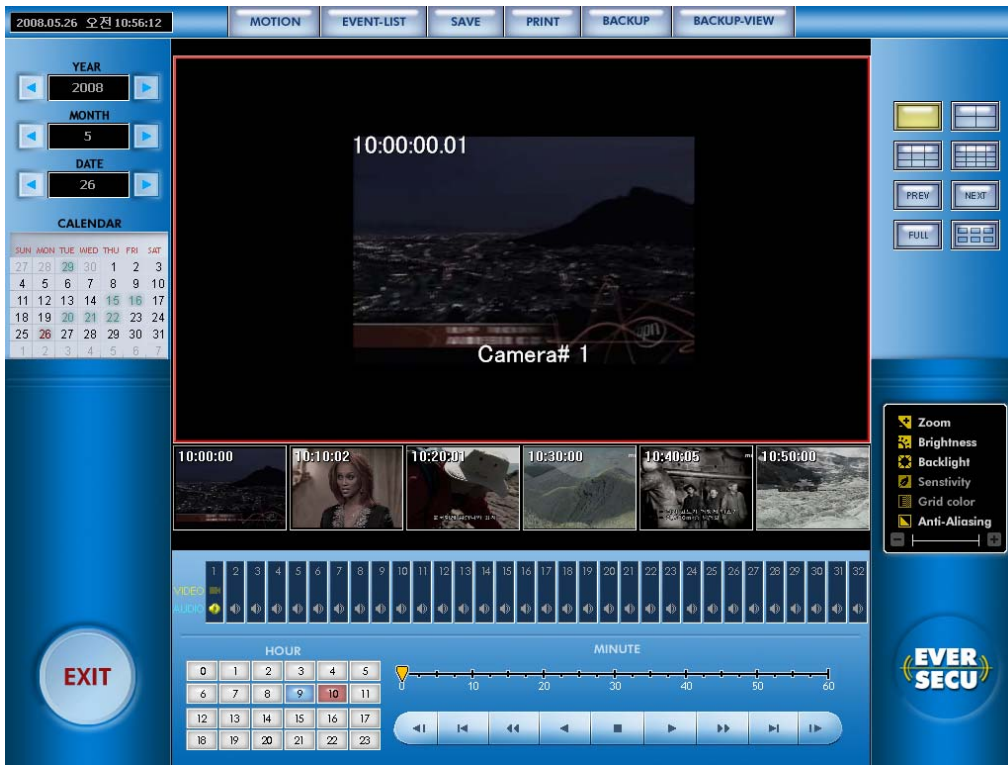 2008.05.26 오전 10:56:12
MOTION EVENT-LIST SAVE PRINT BACKUP BACKUP-VIEW
YEAR
2008
MONTH
5
DATE
26
CALENDAR
SUN MON TUE WED THU FRI SAT
27 28 29 30 1 2 3
4 5 6 7 8 9 10
11 12 13 14 15 16 17
18 19 20 21 22 23 24
25 26 27 28 29 30 31
1 2 3 4 5 6 7
EXIT
10:00:00.01
Camera# 1
10:00:00 10:10:02 10:20:01 10:30:00 10:40:05 10:50:00
1 2 3 4 5 6 7 8 9 10 11 12 13 14 15 16 17 18 19 20 21 22 23 24 25 26 27 28 29 30 31 32
VIDEO
AUDIO
HOUR
0 1 2 3 4 5
6 7 8 9 10 11
12 13 14 15 16 17
18 19 20 21 22 23
MINUTE
0 10 20 30 40 50 60
PREV NEXT
FULL
Zoom
Brightness
Backlight
Senstivity
Grid color
Anti-Aliasing
EVER
SECU